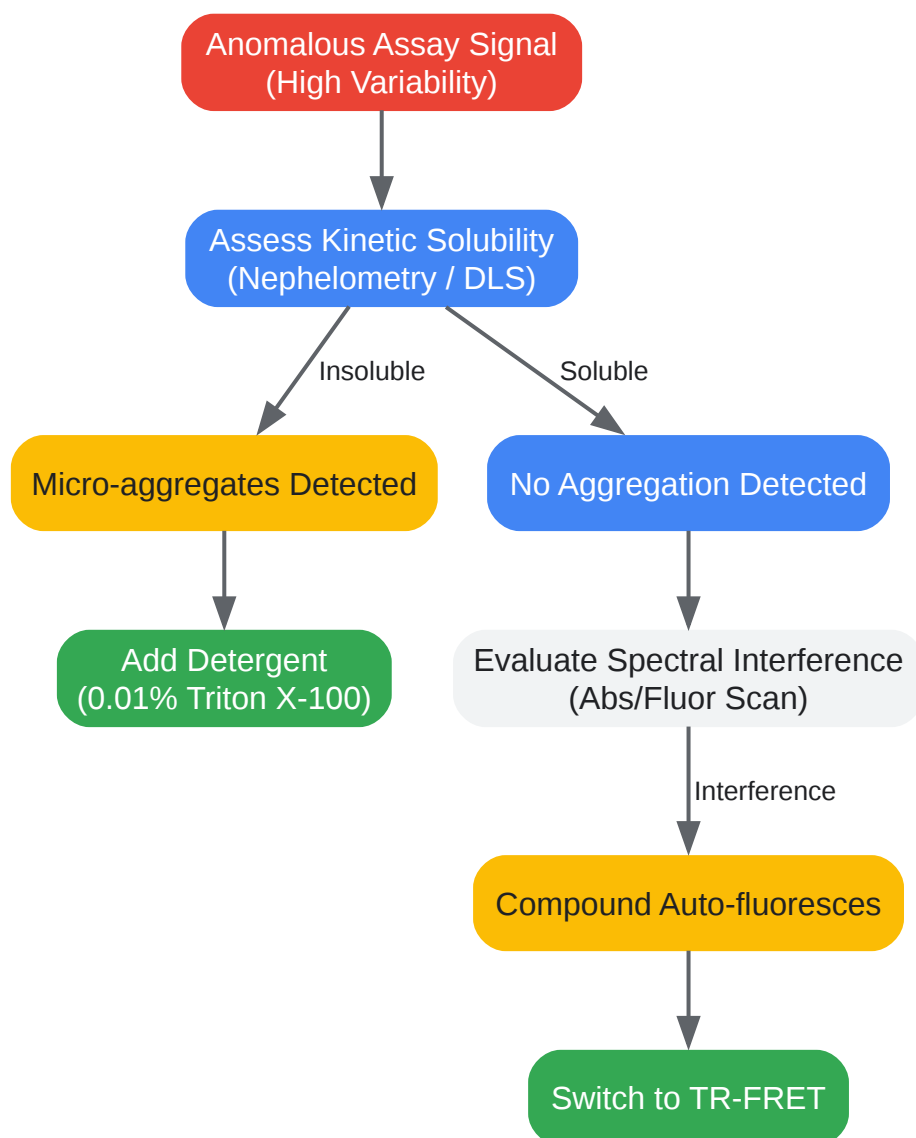 Anomalous Assay Signal
(High Variability)
Assess Kinetic Solubility
(Nephelometry / DLS)
Insoluble
Soluble
Micro-aggregates Detected
No Aggregation Detected
Add Detergent
(0.01% Triton X-100)
Evaluate Spectral Interference
(Abs/Fluor Scan)
Interference
Compound Auto-fluoresces
Switch to TR-FRET